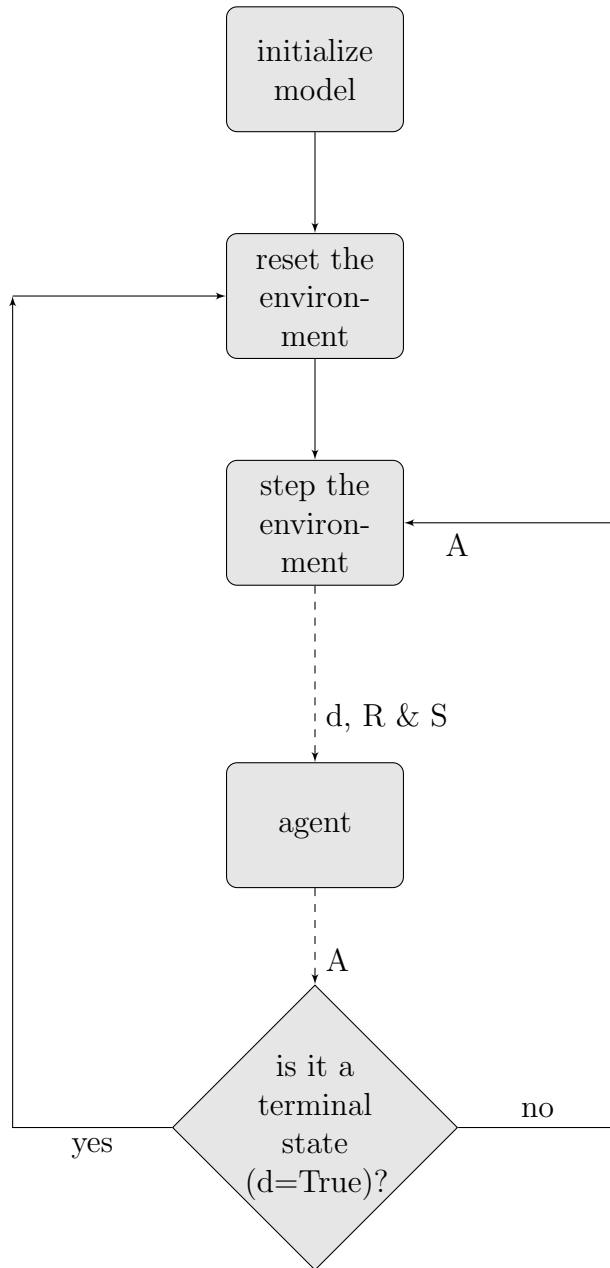 initialize
model
reset the
environ-
ment
step the
environ-
ment
A
d, R & S
agent
A
is it a
terminal
state
(d=True)?
yes
no